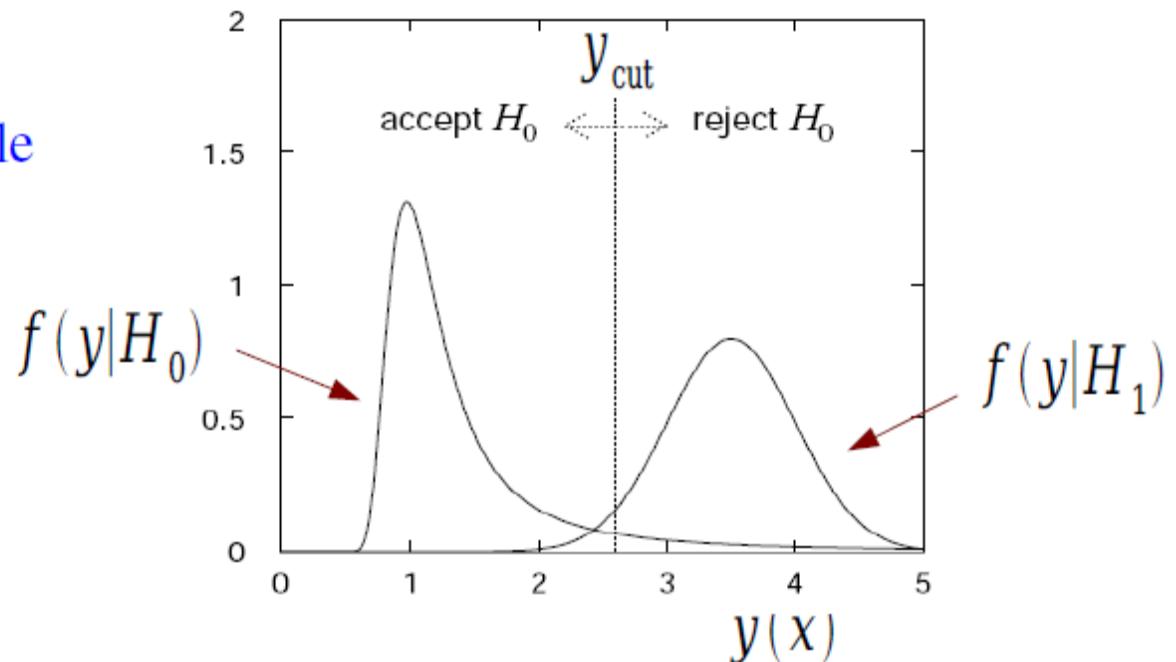 2
y_cut
accept H_0
reject H_0
le
1.5
1
f(y|H_0)
f(y|H_1)
0.5
0
0 1 2 3 4 5
y(x)